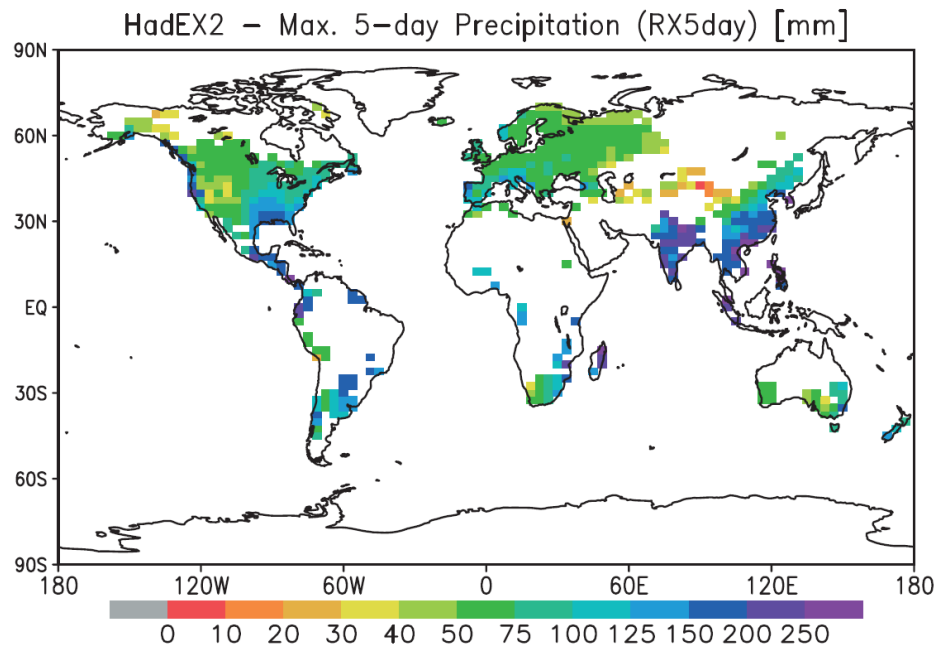 HadEX2 – Max. 5-day Precipitation (RX5day) [mm]
90N
60N
30N
EQ
30S
60S
90S
180 120W 60W 0 60E 120E 180
0 10 20 30 40 50 75 100 125 150 200 250